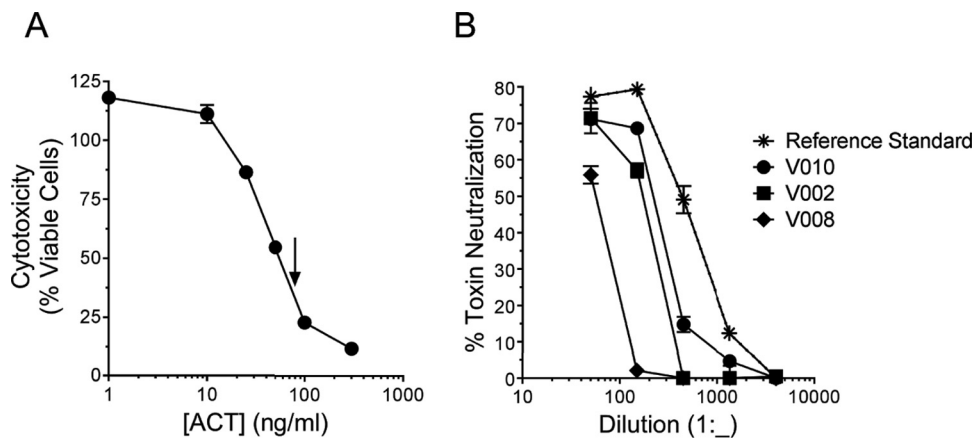 A
Cytotoxicity
(% Viable Cells)
125
100
75
50
25
0
1
10
100
1000
[ACT] (ng/ml)
B
% Toxin Neutralization
80
70
60
50
40
30
20
10
0
10
100
1000
10000
Dilution (1:_)
Reference Standard
V010
V002
V008